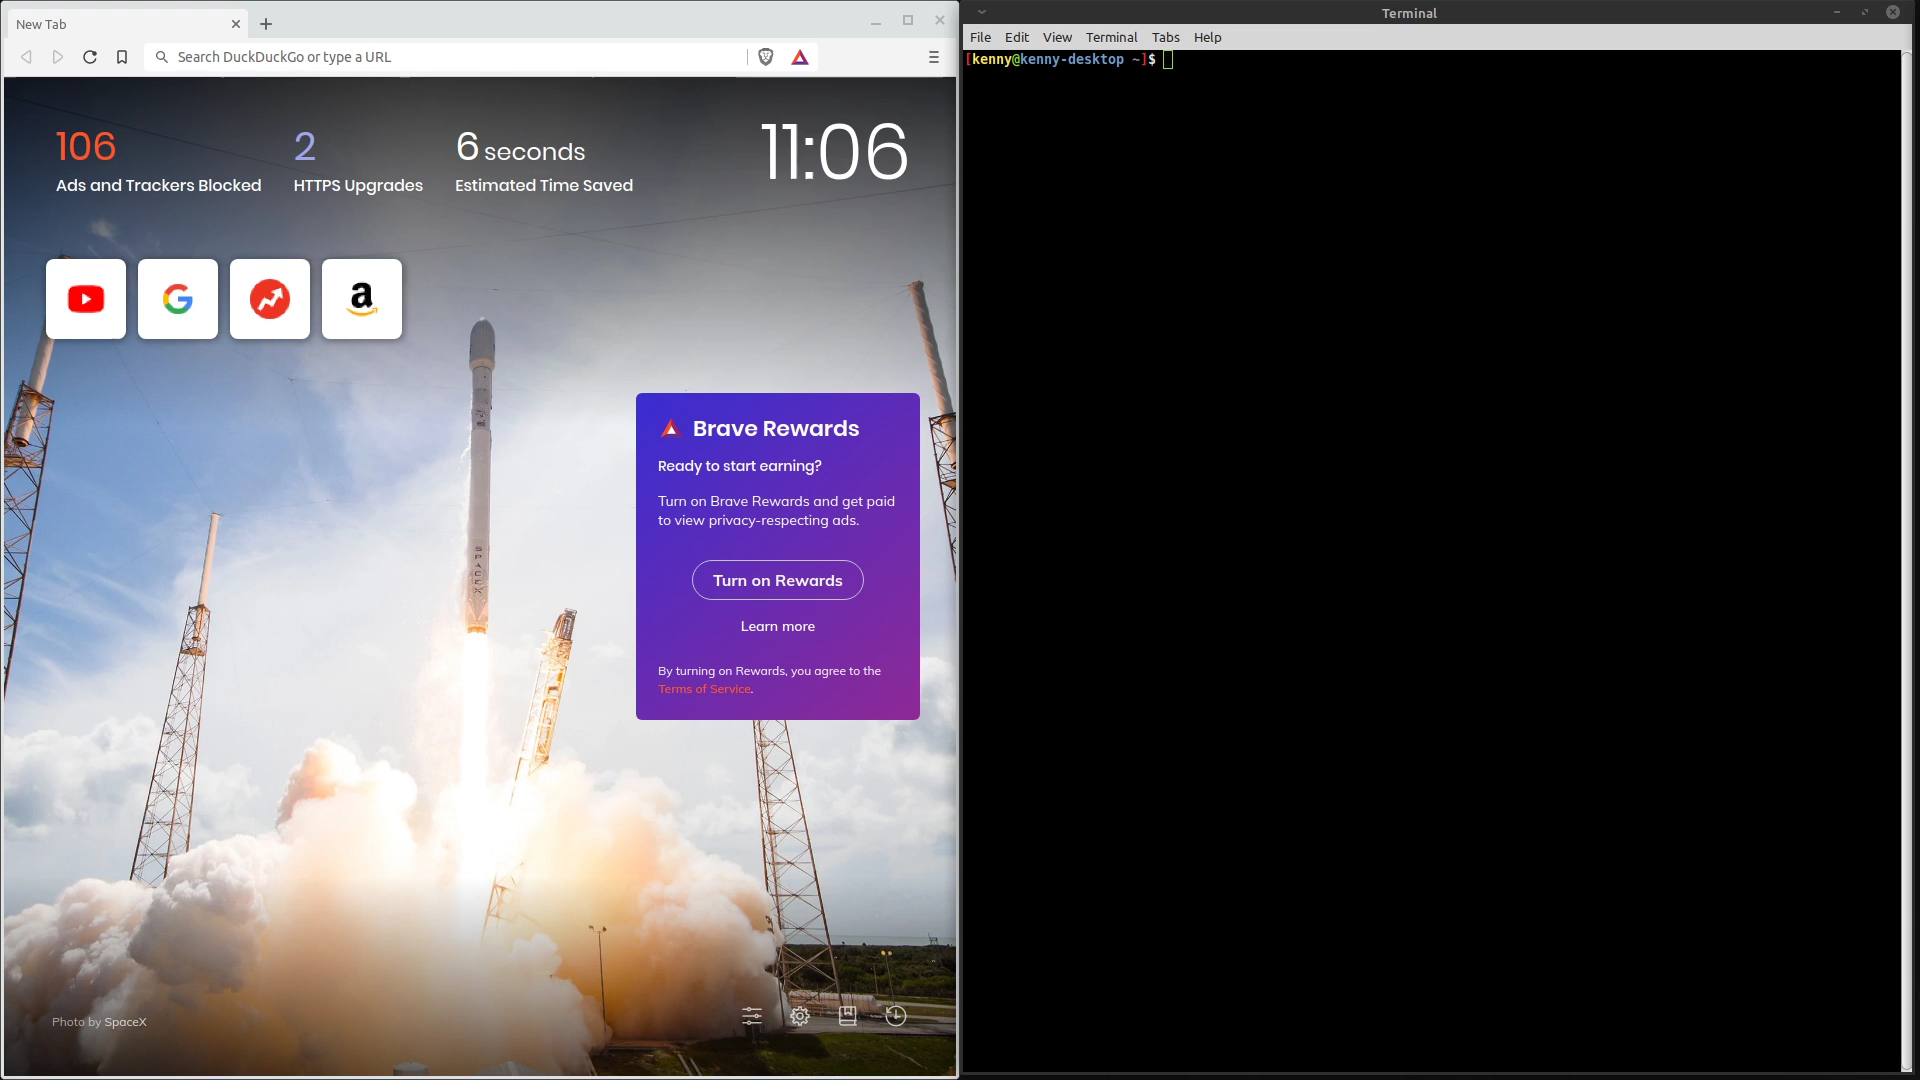 New Tab
Search DuckDuckGo or type a URL
106
Ads and Trackers Blocked
2
HTTPS Upgrades
6 seconds
Estimated Time Saved
11:06
Brave Rewards
Ready to start earning?
Turn on Brave Rewards and get paid
to view privacy-respecting ads.
Turn on Rewards
Learn more
By turning on Rewards, you agree to the
Terms of Service.
SPACEX
Photo by SpaceX
Terminal
File Edit View Terminal Tabs Help
[kenny@kenny-desktop ~]$